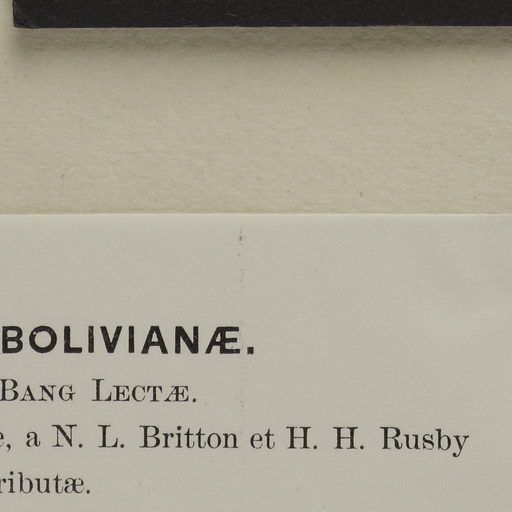 BOLIVIANÆ.
Bang Lectæ.
e, a N. L. Britton et H. H. Rusby
ributæ.